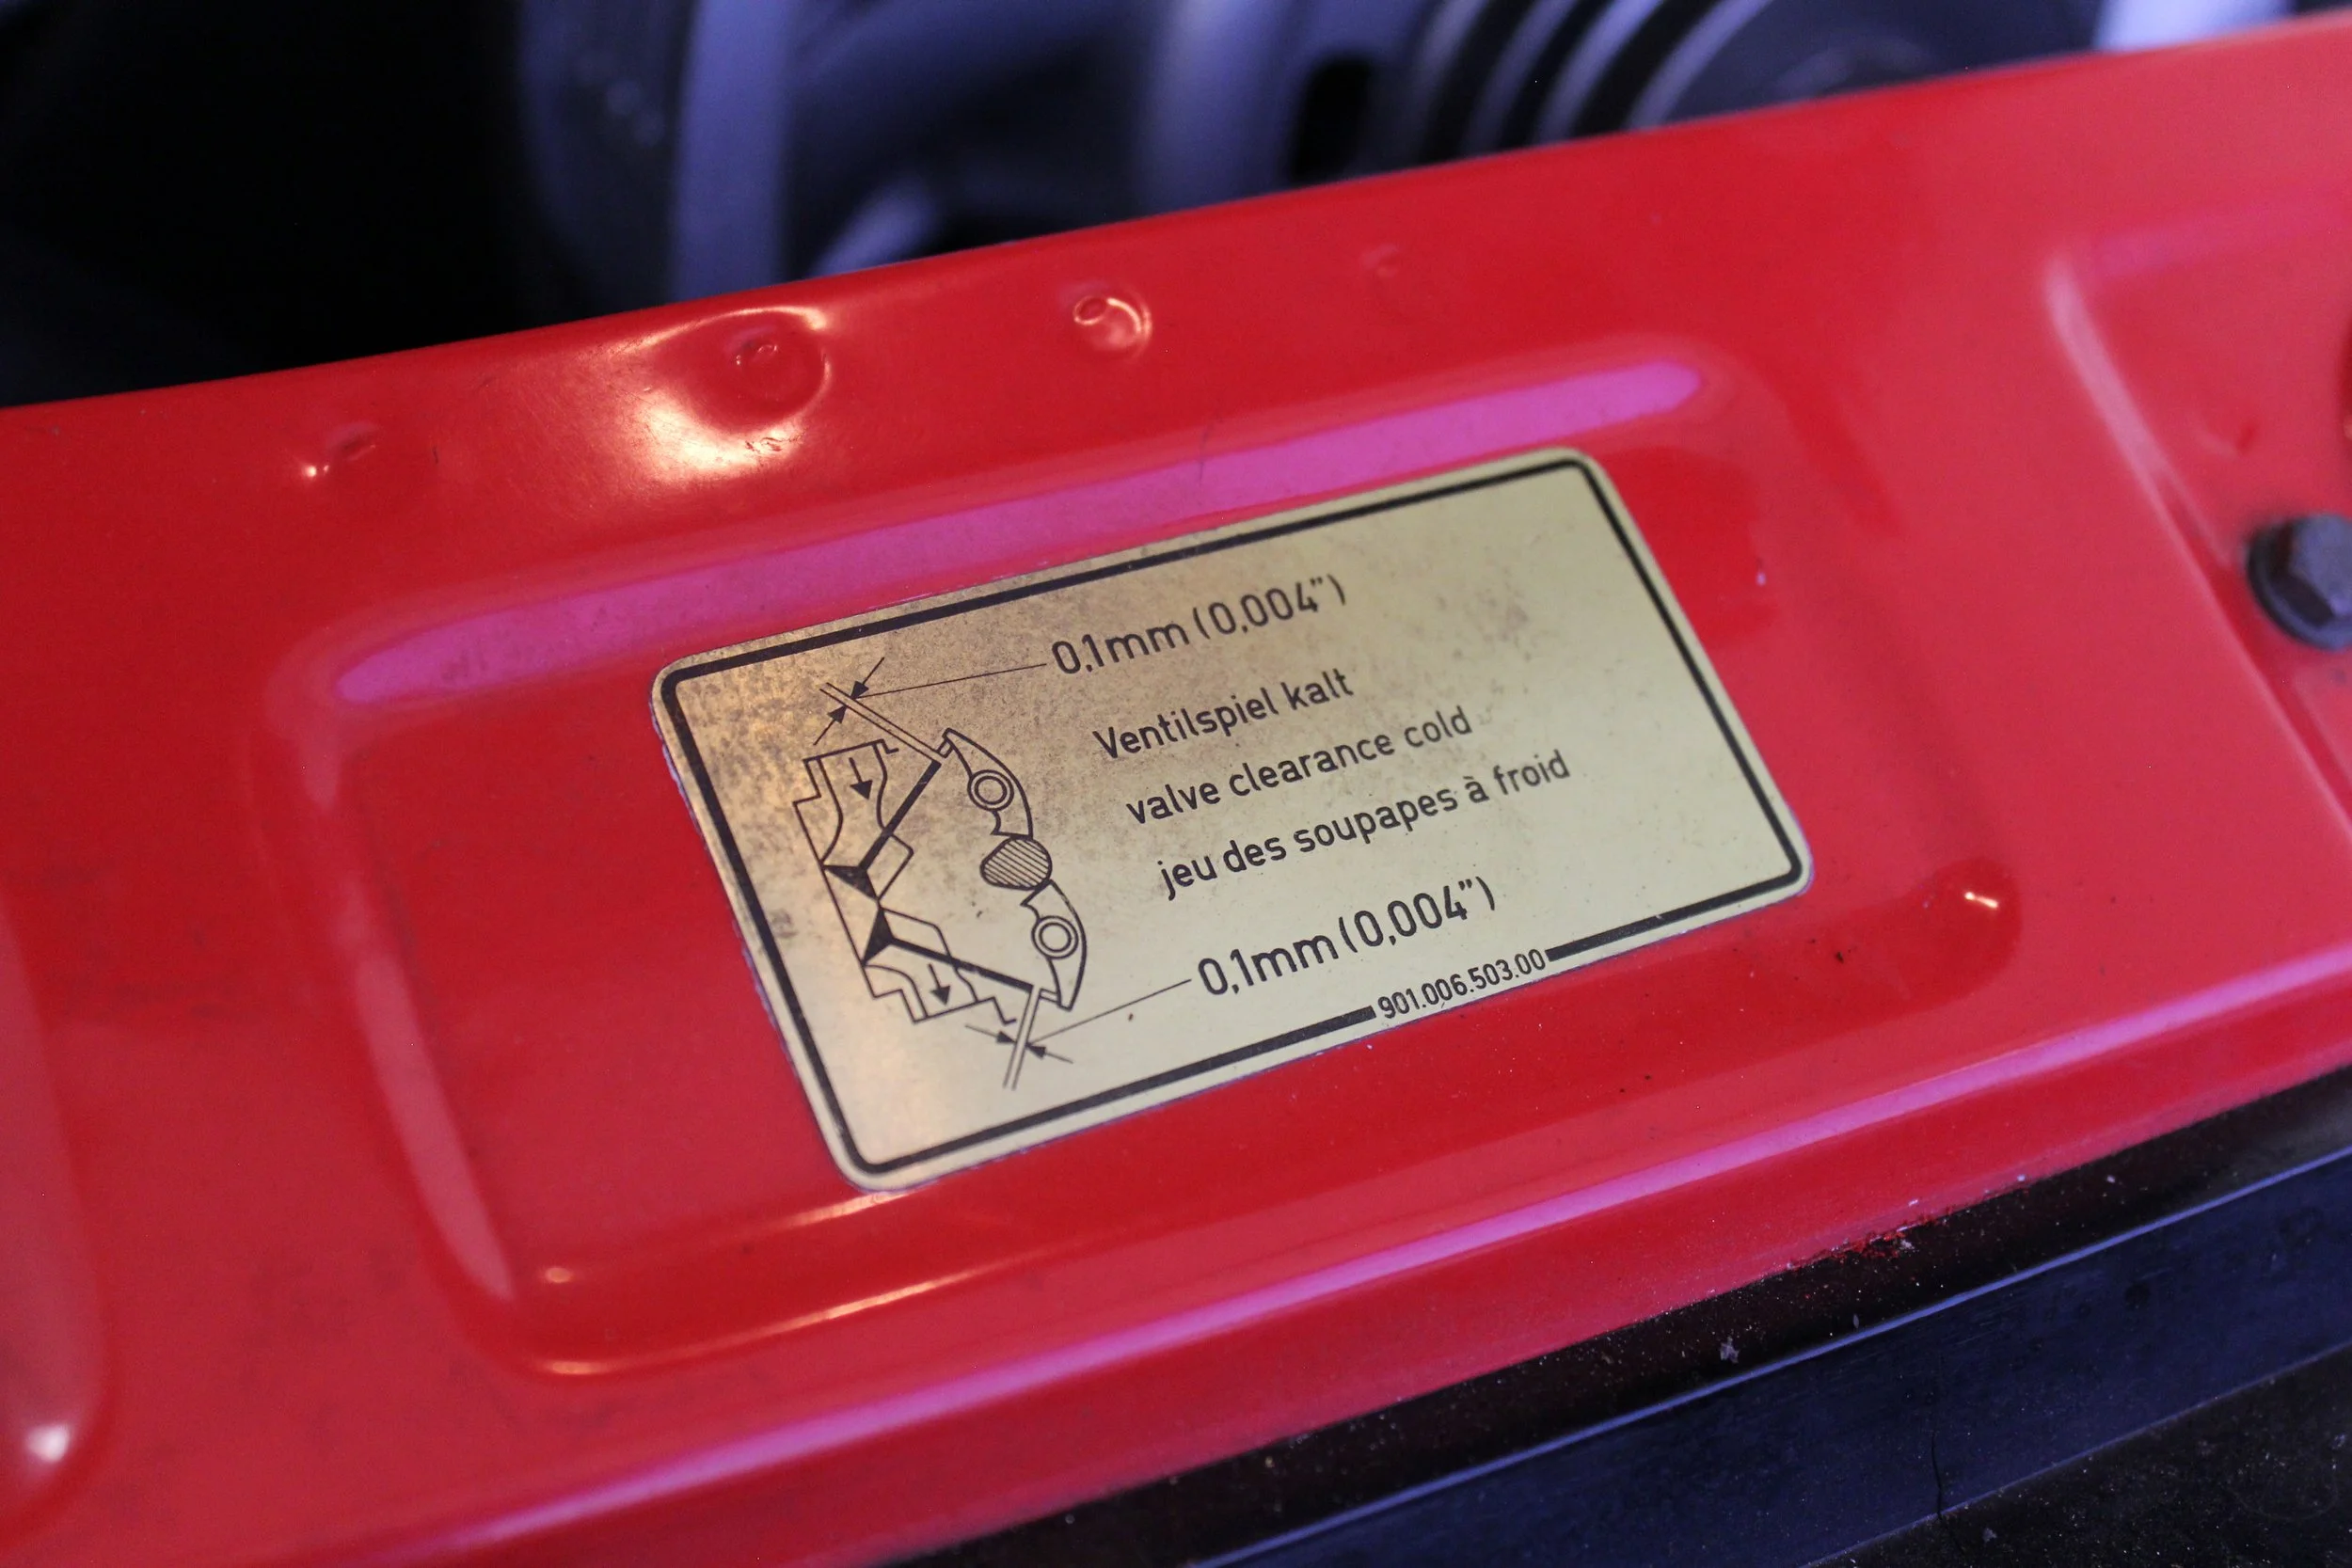 0,1mm (0,004")
Ventilspiel kalt
valve clearance cold
jeu des soupapes à froid
0,1mm (0,004")
901.006.503.00